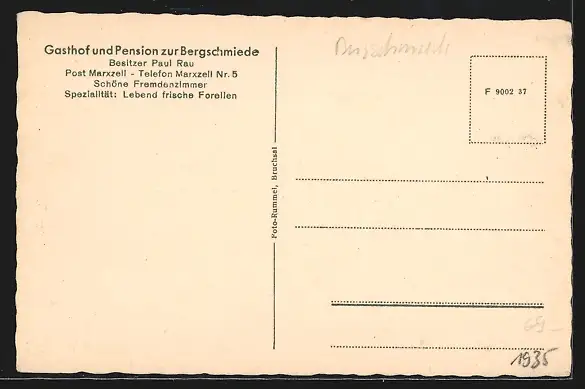 Gasthof und Pension zur Bergschmiede
Besitzer Paul Rau
Post Marxzell - Telefon Marxzell Nr. 5
Schöne Fremdenzimmer
Spezialität: Lebend frische Forellen
Foto-Rummel, Bruchsal
F 9002 37
1935